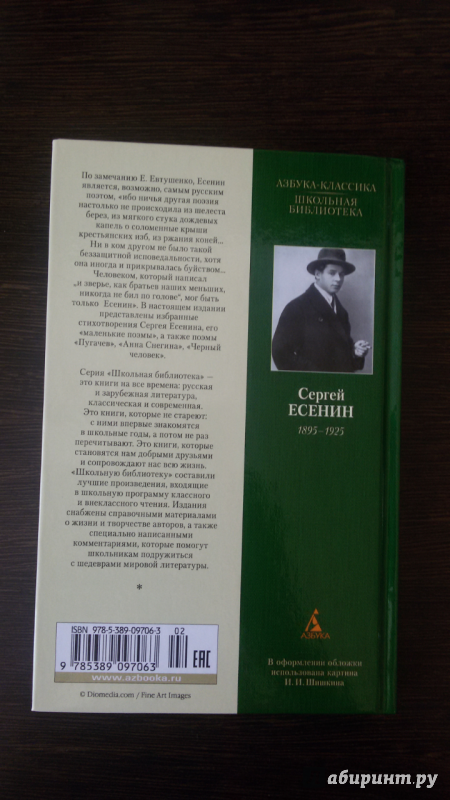 По замечанию Е. Евтушенко, Есенин
является, возможно, самым русским
поэтом, «ибо ничья другая поэзия
настолько не происходила из шелеста
берез, из мягкого стука дождевых
капель о соломенные крыши
крестьянских изб, из ржания коней...
Ни в ком другом не было такой
беззащитной исповедальности, хотя
она иногда и прикрывалась буйством...
Человеком, который написал
„и зверье, как братьев наших меньших,
никогда не бил по голове“, мог быть
только Есенин». В настоящем издании
представлены избранные
стихотворения Сергея Есенина, его
«маленькие поэмы», а также поэмы
«Пугачев», «Анна Снегина», «Черный
человек».
Серия «Школьная библиотека» —
это книги на все времена: русская
и зарубежная литература,
классическая и современная.
Это книги, которые не стареют:
с ними впервые знакомятся
в школьные годы, а потом не раз
перечитывают. Это книги, которые
становятся нам добрыми друзьями
и сопровождают нас всю жизнь.
«Школьную библиотеку» составили
лучшие произведения, входящие
в школьную программу классного
и внеклассного чтения. Издания
снабжены справочными материалами
о жизни и творчестве авторов, а также
специально написанными
комментариями, которые помогут
школьникам подружиться
с шедеврами мировой литературы.
*
ISBN 978-5-389-09706-3 02
9 785389 097063
EAC
www.azbooka.ru
© Diomedia.com / Fine Art Images
АЗБУКА-КЛАССИКА
ШКОЛЬНАЯ
БИБЛИОТЕКА
Сергей
ЕСЕНИН
1895–1925
АЗБУКА
В оформлении обложки
использована картина
И. И. Шишкина
абиринт.ру